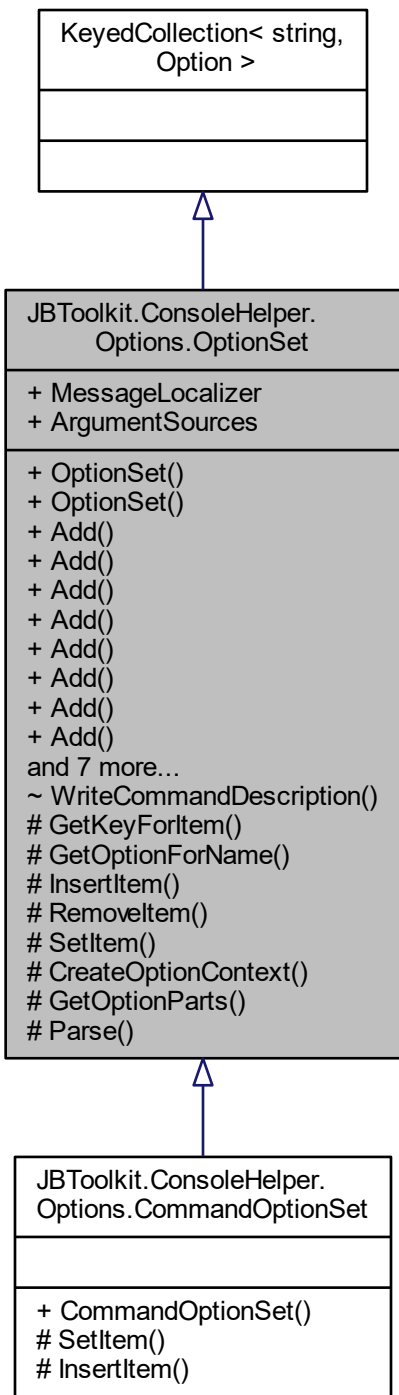 KeyedCollection< string,
Option >
JBToolkit.ConsoleHelper.
Options.OptionSet
+ MessageLocalizer
+ ArgumentSources
+ OptionSet()
+ OptionSet()
+ Add()
+ Add()
+ Add()
+ Add()
+ Add()
+ Add()
+ Add()
+ Add()
and 7 more...
~ WriteCommandDescription()
# GetKeyForItem()
# GetOptionForName()
# InsertItem()
# RemoveItem()
# SetItem()
# CreateOptionContext()
# GetOptionParts()
# Parse()
JBToolkit.ConsoleHelper.
Options.CommandOptionSet
+ CommandOptionSet()
# SetItem()
# InsertItem()